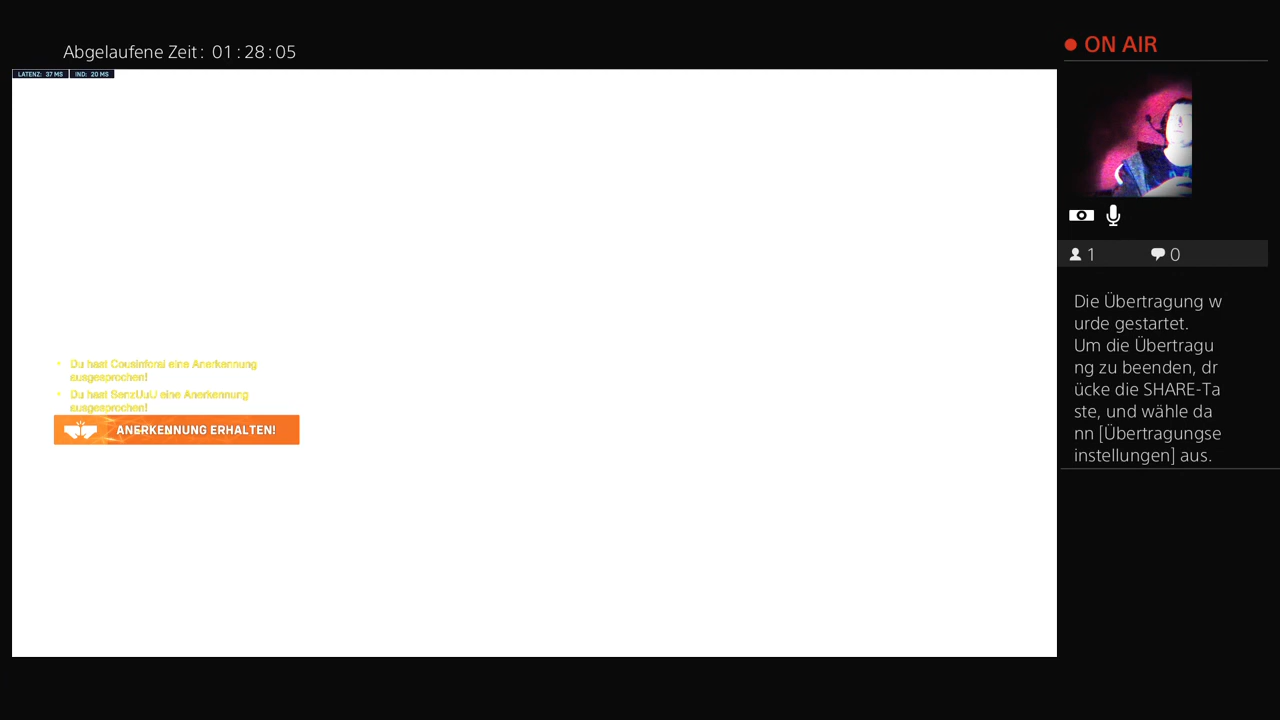 Abgelaufene Zeit: 01:28:05
ON AIR
LATENZ: 37 MS IND: 20 MS
1 0
Die Übertragung w
urde gestartet.
Um die Übertragu
ng zu beenden, dr
ücke die SHARE-Ta
ste, und wähle da
nn [Übertragungse
instellungen] aus.
Du hast Cousinforsl eine Anerkennung
ausgesprochen!
Du hast SenzUuU eine Anerkennung
ausgesprochen!
ANERKENNUNG ERHALTEN!